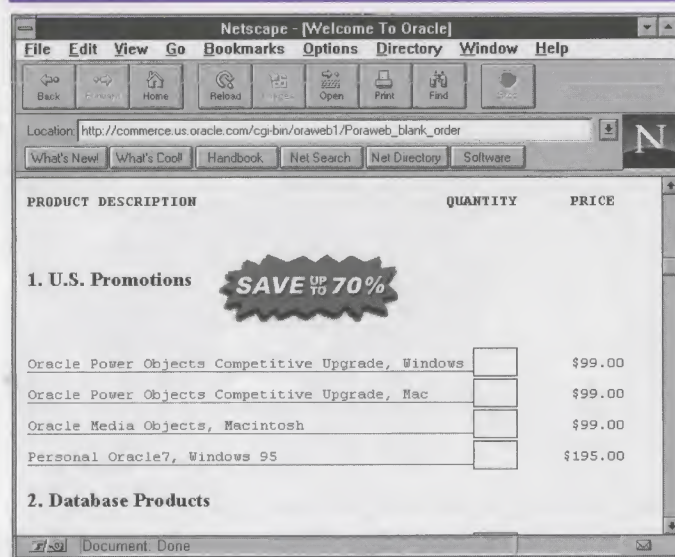 Netscape - [Welcome To Oracle]
File Edit View Go Bookmarks Options Directory Window Help
Back Forward Home Reload Images Open Print Find Stop
Location: http://commerce.us.oracle.com/cgi-bin/oraweb1/Poraweb_blank_order
N
What's New! What's Cool! Handbook Net Search Net Directory Software
PRODUCT DESCRIPTION QUANTITY PRICE
1. U.S. Promotions
SAVE UP TO 70%
Oracle Power Objects Competitive Upgrade, Windows $99.00
Oracle Power Objects Competitive Upgrade, Mac $99.00
Oracle Media Objects, Macintosh $99.00
Personal Oracle7, Windows 95 $195.00
2. Database Products
Document: Done